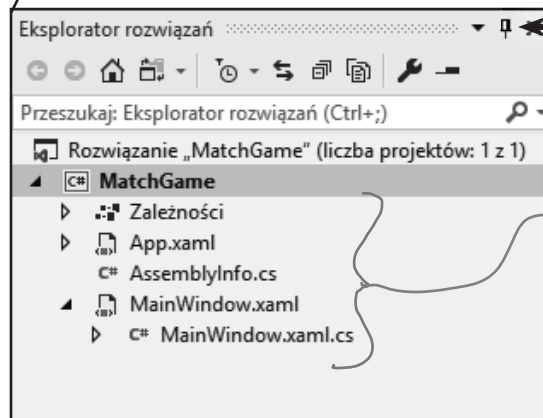 Eksplorator rozwiązań
Przeszukaj: Eksplorator rozwiązań (Ctrl+;)
Rozwiązanie „MatchGame” (liczba projektów: 1 z 1)
C# MatchGame
Zależności
App.xaml
C# AssemblyInfo.cs
MainWindow.xaml
C# MainWindow.xaml.cs